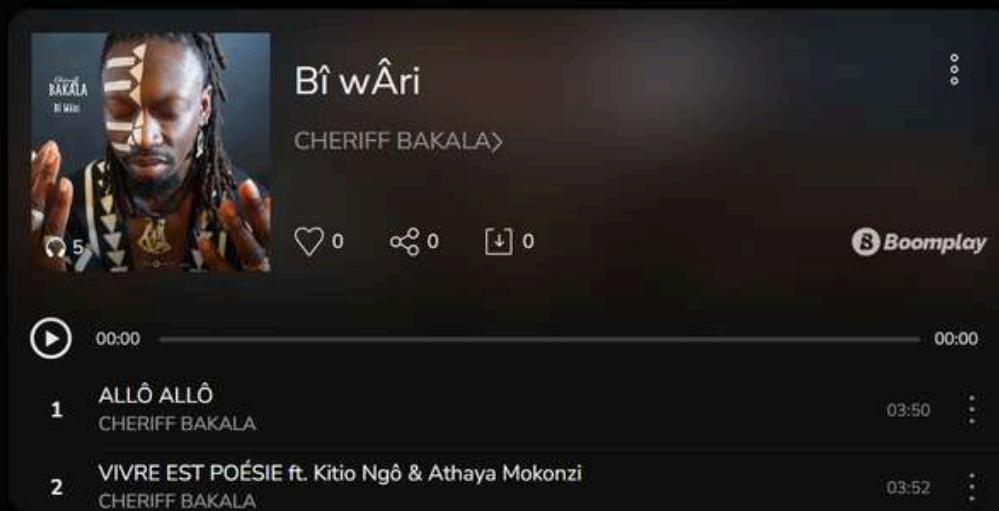 Cheriff
BAKALA
Bî wÂri
5
Bî wÂri
CHERIFF BAKALA>
0
0
0
Boomplay
00:00
00:00
1
ALLÔ ALLÔ
CHERIFF BAKALA
03:50
2
VIVRE EST POÉSIE ft. Kitio Ngô & Athaya Mokonzi
CHERIFF BAKALA
03:52